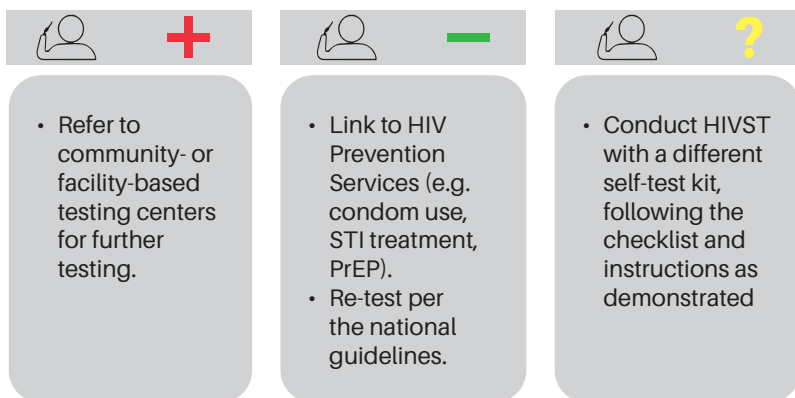 • Refer to
community- or
facility-based
testing centers
for further
testing.
• Link to HIV
Prevention
Services (e.g.
condom use,
STI treatment,
PrEP).
• Re-test per
the national
guidelines.
?
• Conduct HIVST
with a different
self-test kit,
following the
checklist and
instructions as
demonstrated